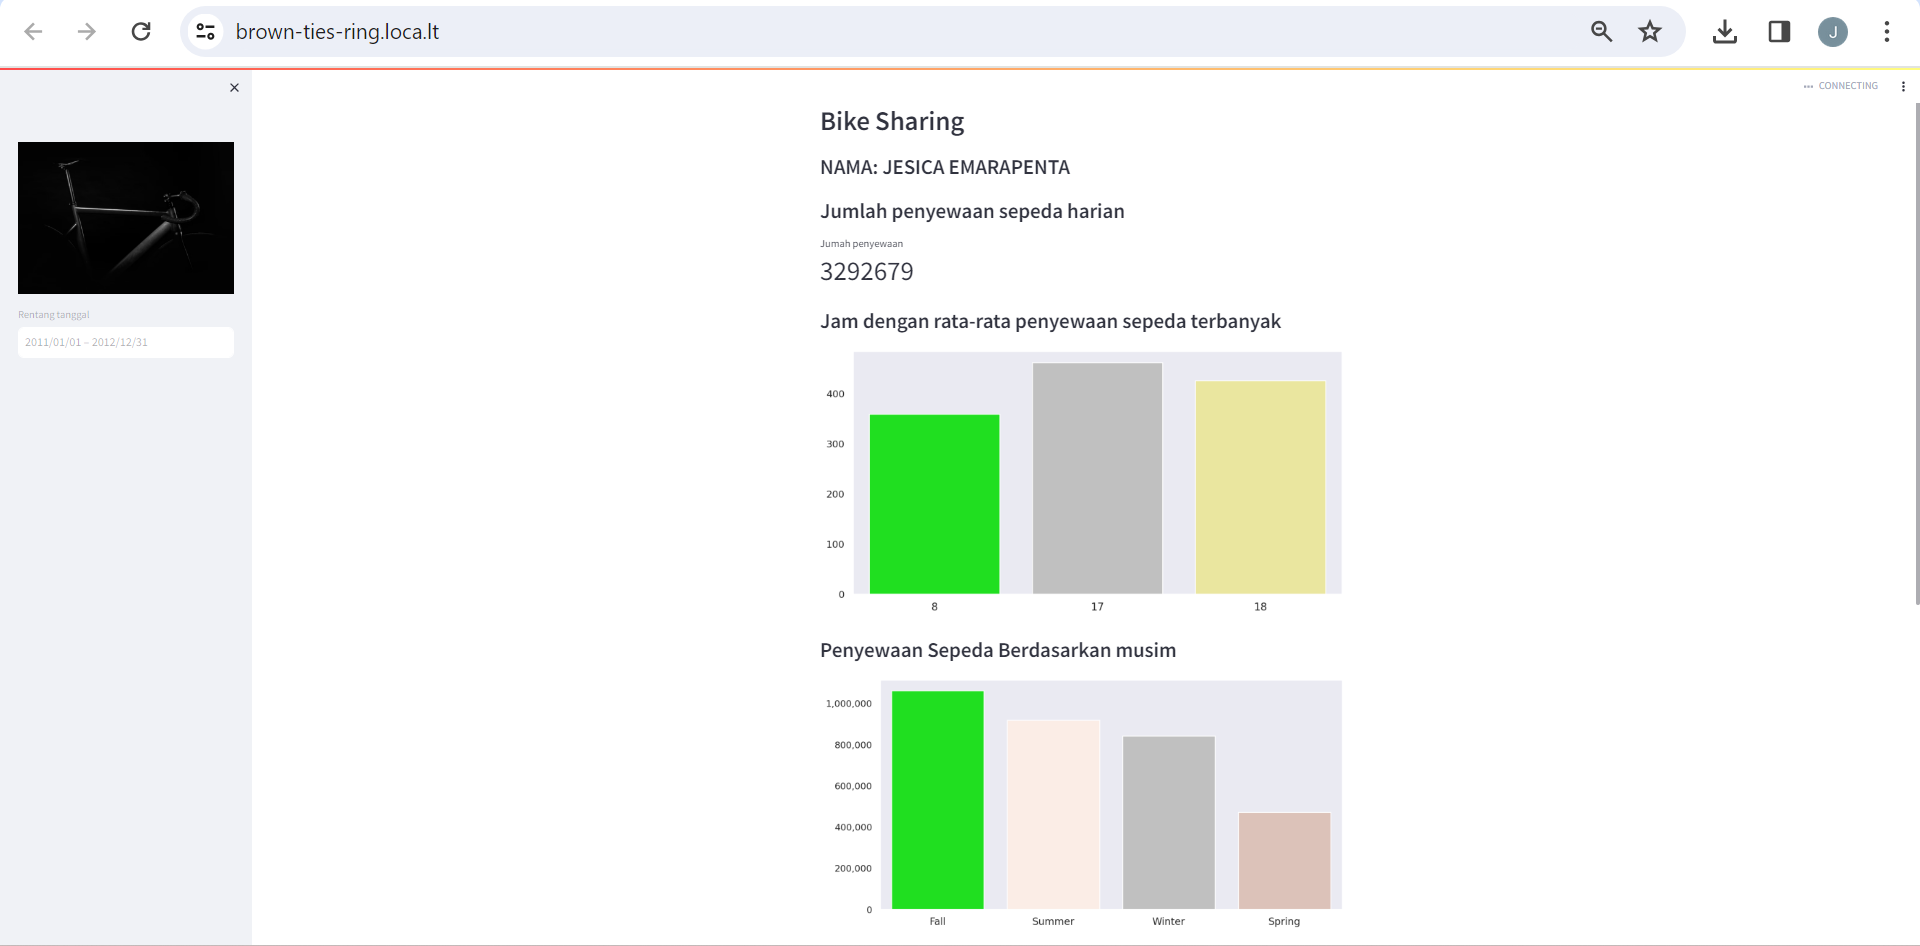 brown-ties-ring.loca.lt
J
CONNECTING
Rentang tanggal
2011/01/01 – 2012/12/31
Bike Sharing
NAMA: JESICA EMARAPENTA
Jumlah penyewaan sepeda harian
Jumah penyewaan
3292679
Jam dengan rata-rata penyewaan sepeda terbanyak
400
300
200
100
0
8 17 18
Penyewaan Sepeda Berdasarkan musim
1,000,000
800,000
600,000
400,000
200,000
0
Fall Summer Winter Spring